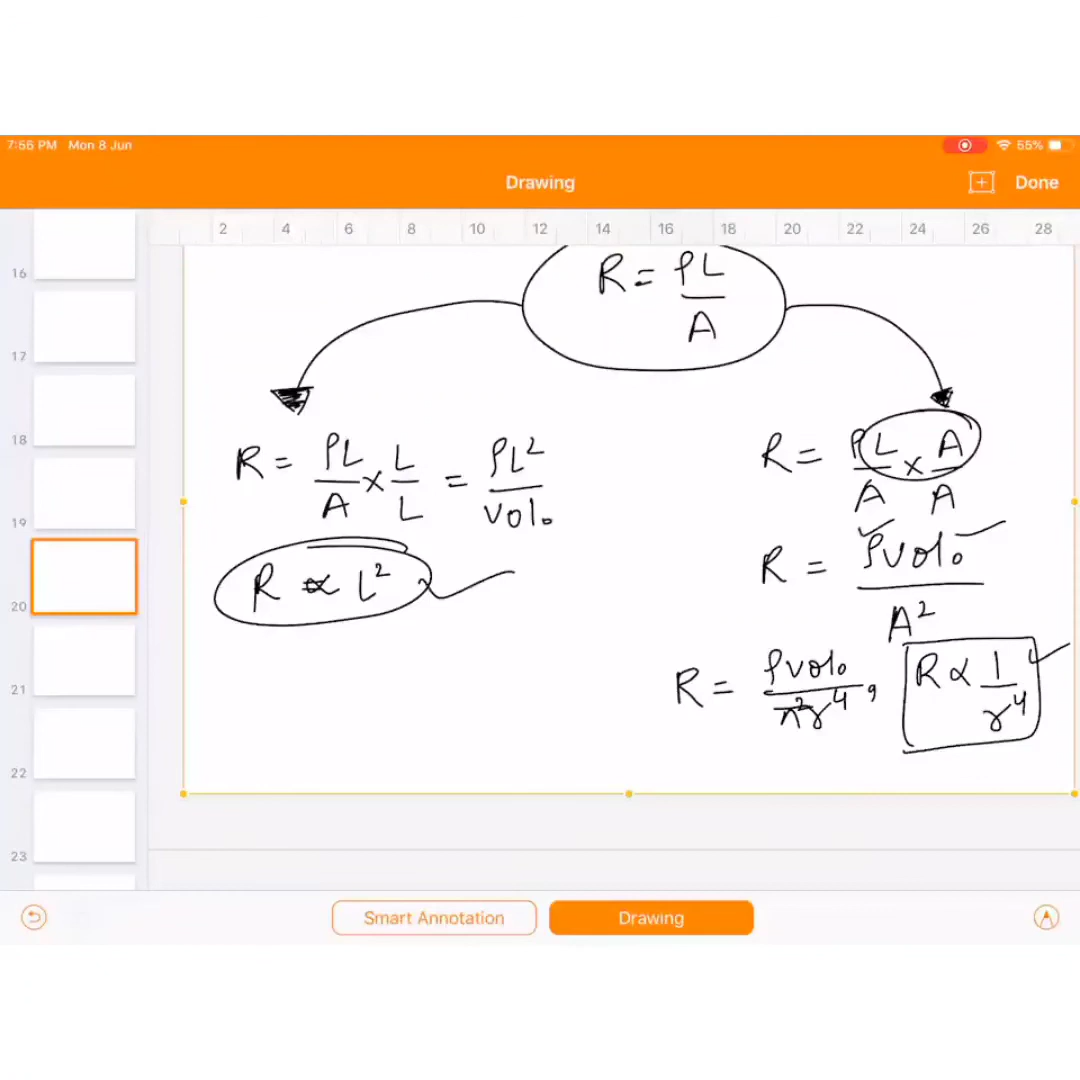 7:56 PM Mon 8 Jun 55%
Drawing Done
2 4 6 8 10 12 14 16 18 20 22 24 26 28
16
17
18
19
20
21
22
23
R = ρL/A
R = ρL/A × L/L = ρL²/vol.
R ∝ L²
R = ρL/A × A/A
R = ρvol./A²
R = ρvol./π²r⁴, R ∝ 1/r⁴
Smart Annotation Drawing